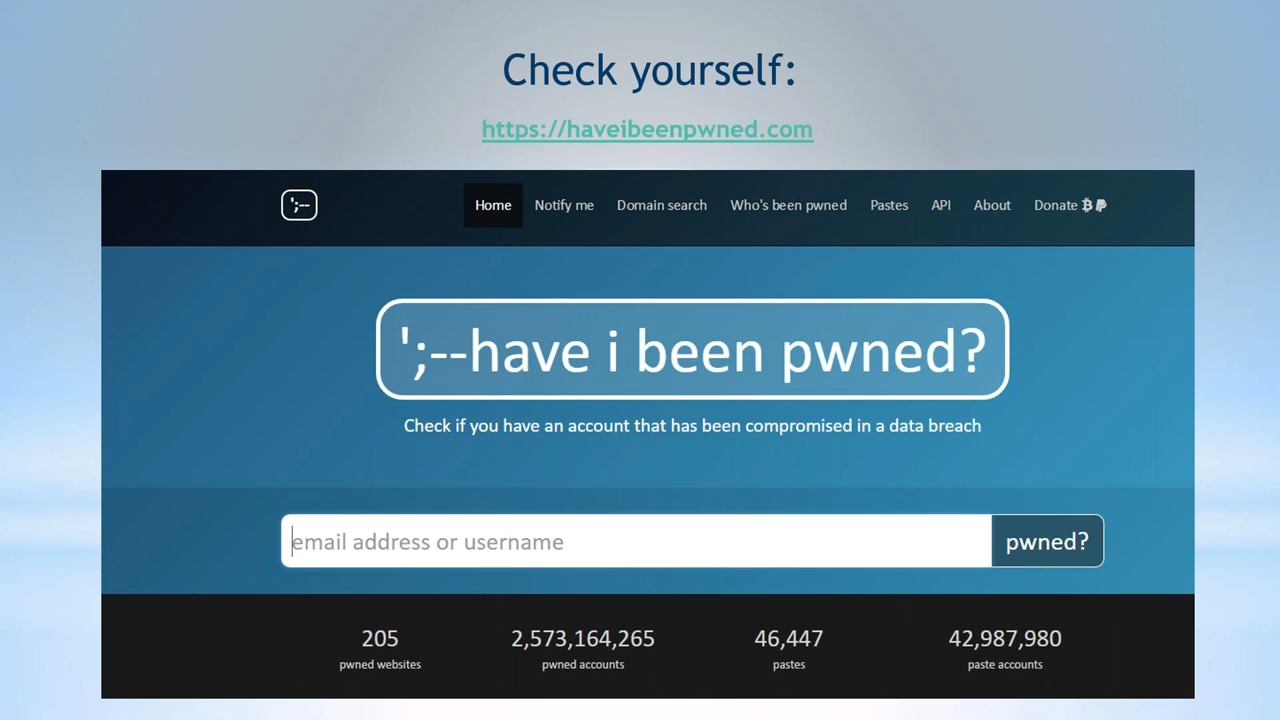 Check yourself:
https://haveibeenpwned.com
';-- Home Notify me Domain search Who's been pwned Pastes API About Donate
';--have i been pwned?
Check if you have an account that has been compromised in a data breach
email address or username pwned?
205 2,573,164,265 46,447 42,987,980
pwned websites pwned accounts pastes paste accounts